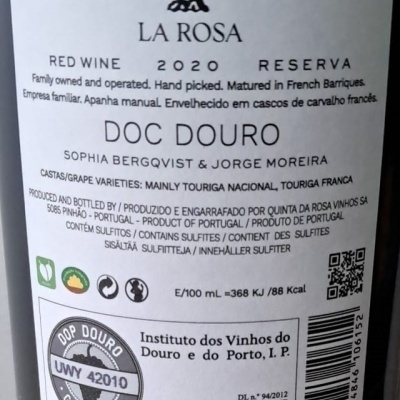 LA ROSA
RED WINE 2020 RESERVA
Family owned and operated. Hand picked. Matured in French Barriques.
Empresa familiar. Apanha manual. Envelhecido em cascos de carvalho francês.
DOC DOURO
SOPHIA BERGQVIST & JORGE MOREIRA
CASTAS/GRAPE VARIETIES: MAINLY TOURIGA NACIONAL, TOURIGA FRANCA
PRODUCED AND BOTTLED BY / PRODUZIDO E ENGARRAFADO POR QUINTA DA ROSA VINHOS SA
5085 PINHÃO - PORTUGAL - PRODUCT OF PORTUGAL / PRODUTO DE PORTUGAL
CONTÉM SULFITOS / CONTAINS SULFITES / CONTIENT DES SULFITES
SISÄLTÄÄ SULFIITTEJA / INNEHÅLLER SULFITER
E/100 mL =368 KJ /88 Kcal
DOP DOURO
UWY 42010
Instituto dos Vinhos do
Douro e do Porto, I. P.
DL n.º 94/2012
4846 106152